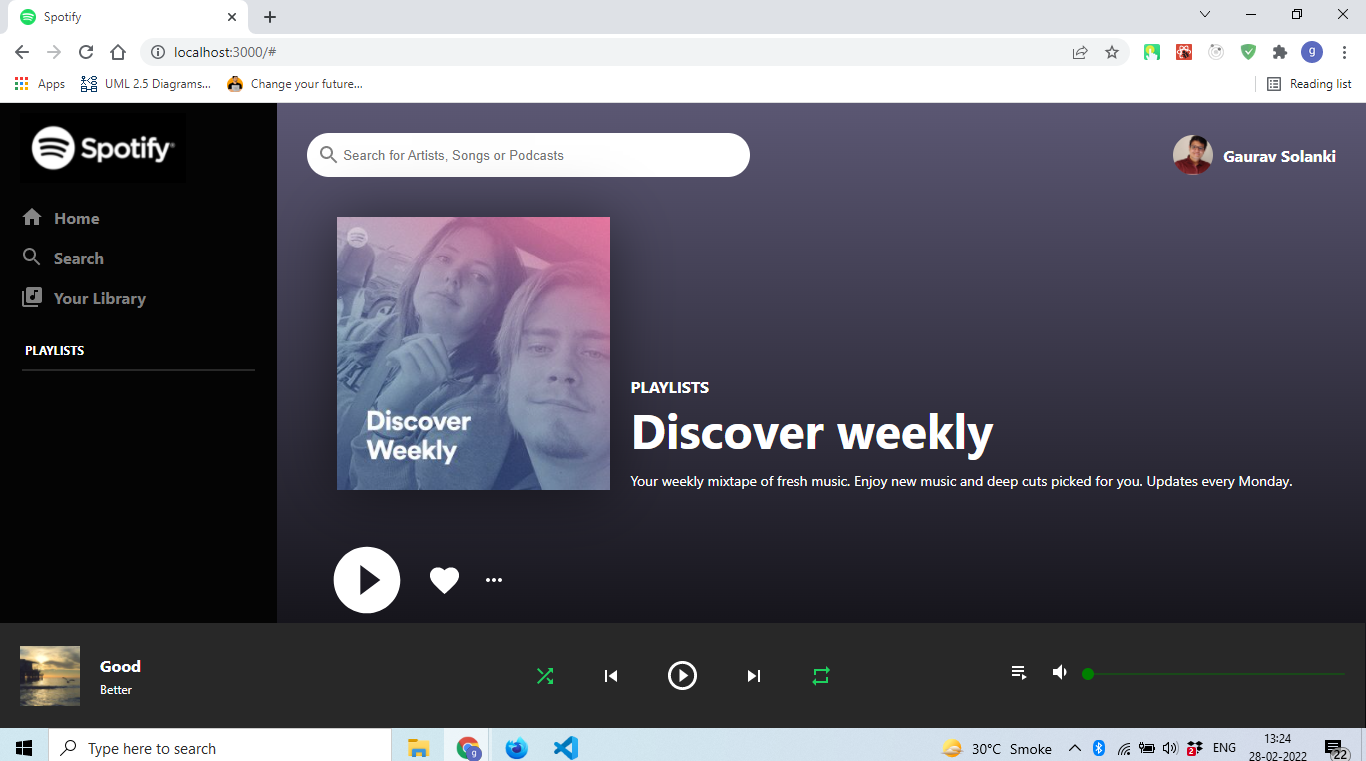 Spotify
localhost:3000/#
g
Apps
UML 2.5 Diagrams...
Change your future...
Reading list
Spotify
Search for Artists, Songs or Podcasts
Gaurav Solanki
Home
Search
Your Library
PLAYLISTS
Discover
Weekly
PLAYLISTS
Discover weekly
Your weekly mixtape of fresh music. Enjoy new music and deep cuts picked for you. Updates every Monday.
Good
Better
Type here to search
g
30°C Smoke
2
ENG
13:24
28-02-2022
22